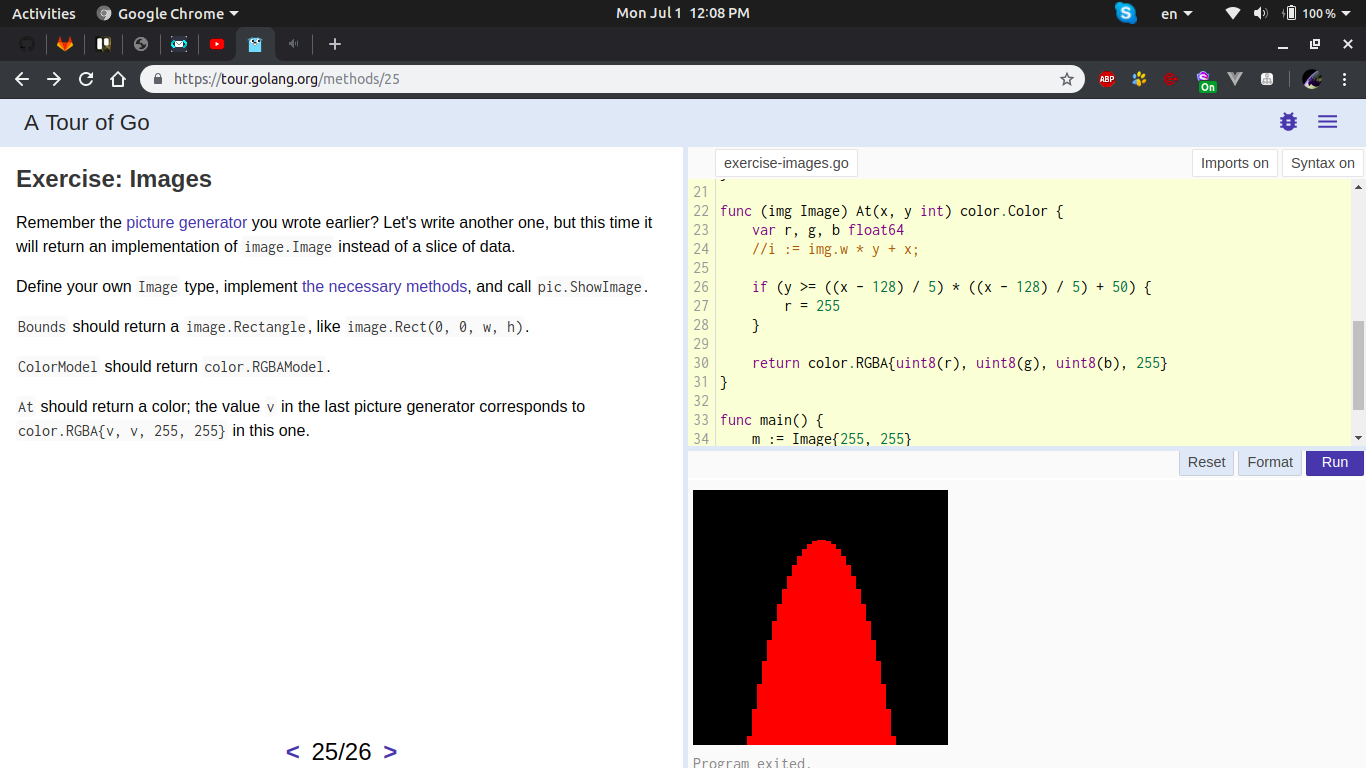 Activities Google Chrome Mon Jul 1 12:08 PM en 100 %
https://tour.golang.org/methods/25 ABP On
A Tour of Go
Exercise: Images
Remember the picture generator you wrote earlier? Let's write another one, but this time it
will return an implementation of image.Image instead of a slice of data.
Define your own Image type, implement the necessary methods, and call pic.ShowImage.
Bounds should return a image.Rectangle, like image.Rect(0, 0, w, h).
ColorModel should return color.RGBAModel.
At should return a color; the value v in the last picture generator corresponds to
color.RGBA{v, v, 255, 255} in this one.
< 25/26 >
exercise-images.go Imports on Syntax on
21
22 func (img Image) At(x, y int) color.Color {
23 var r, g, b float64
24 //i := img.w * y + x;
25
26 if (y >= ((x - 128) / 5) * ((x - 128) / 5) + 50) {
27 r = 255
28 }
29
30 return color.RGBA{uint8(r), uint8(g), uint8(b), 255}
31 }
32
33 func main() {
34 m := Image{255, 255}
Reset Format Run
Program exited.